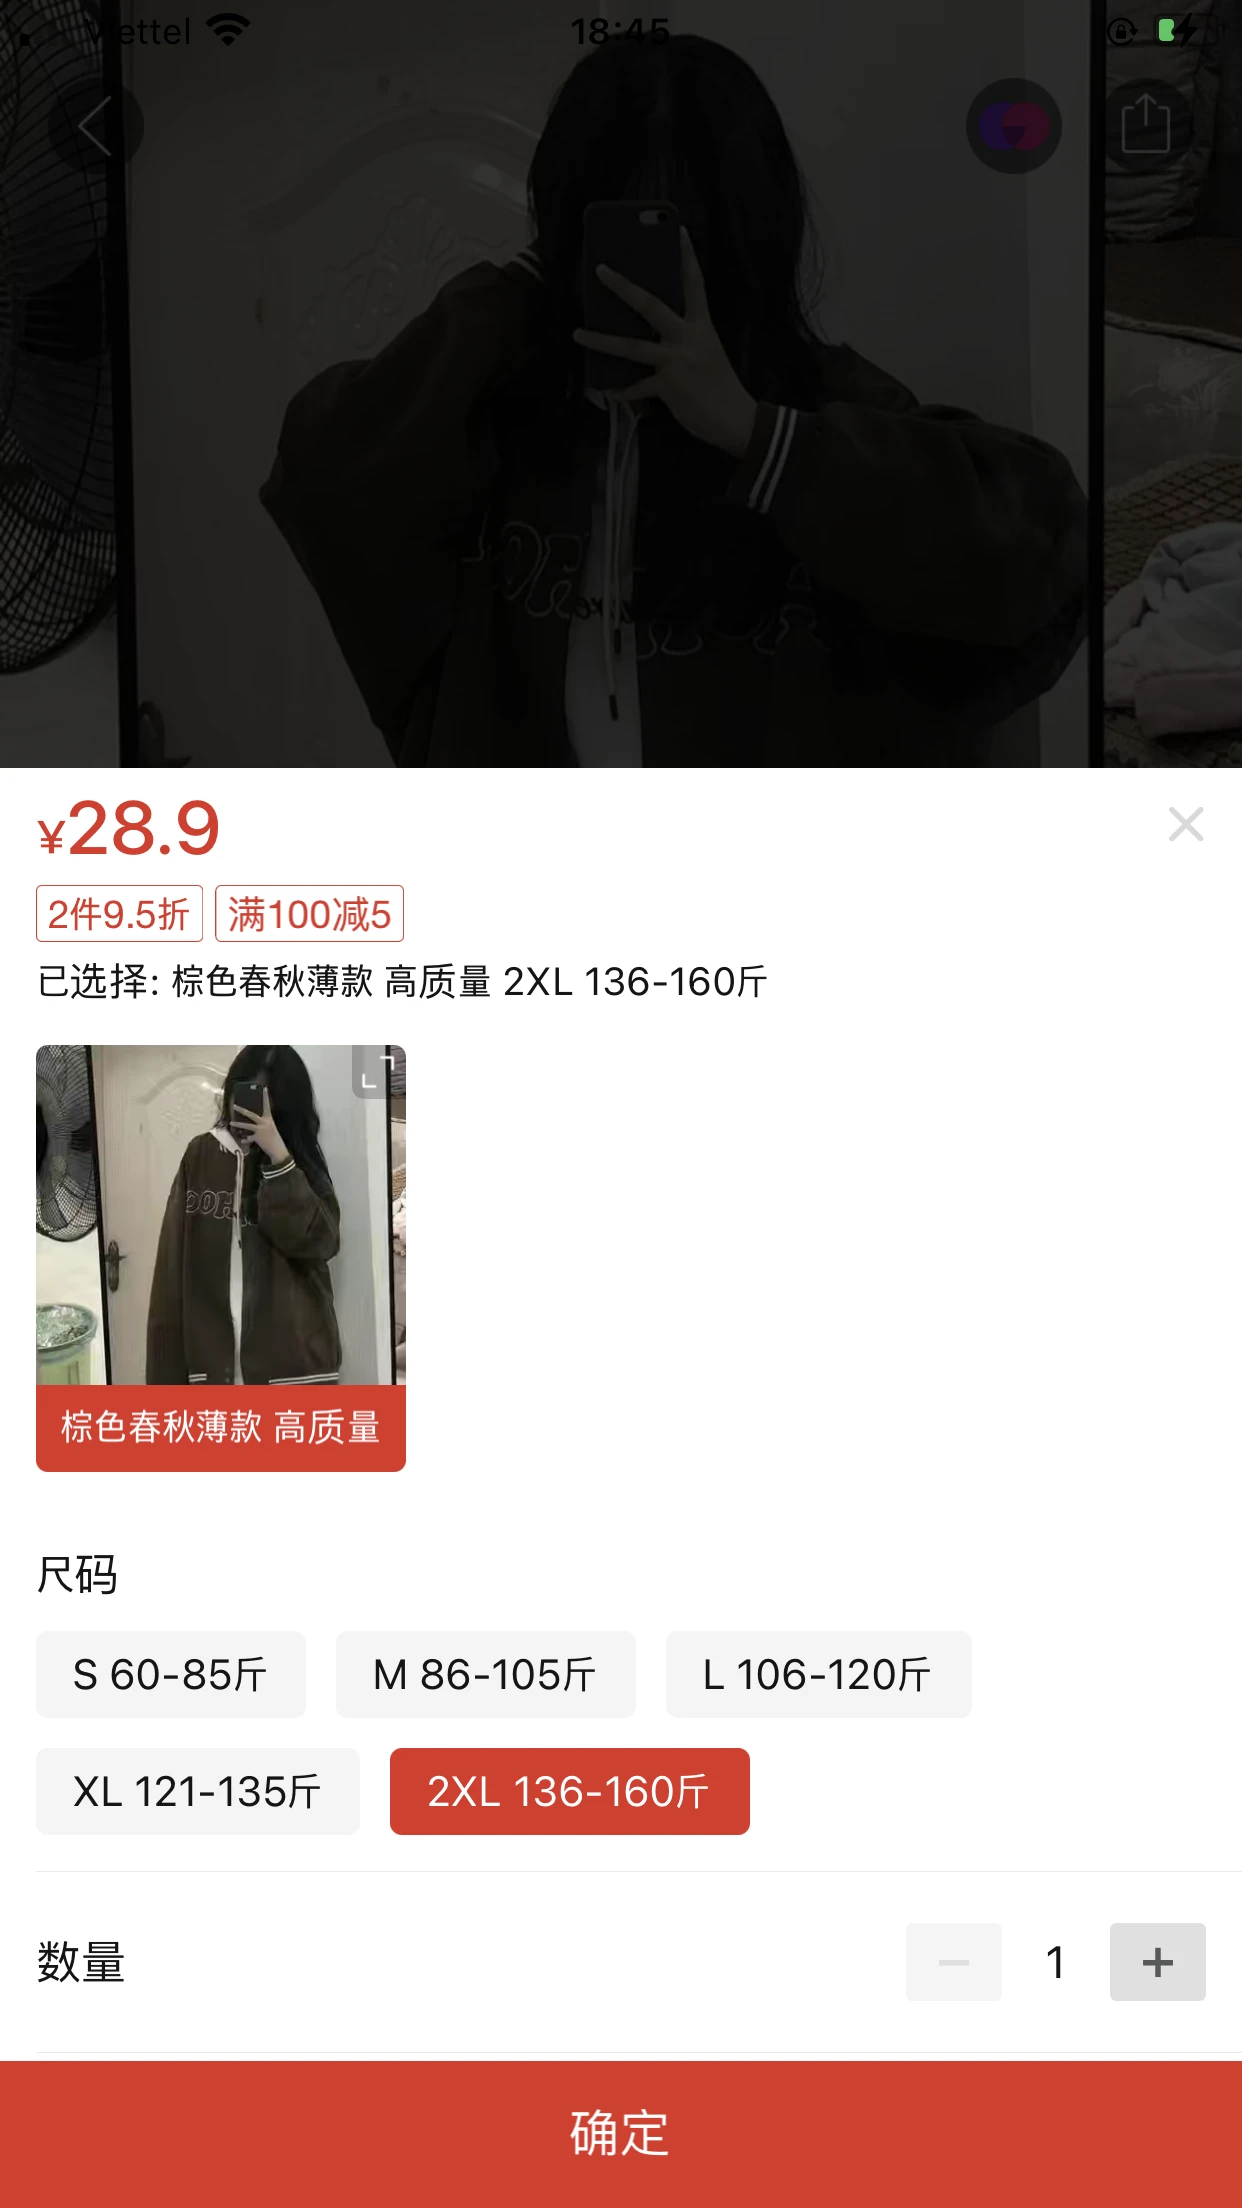 Viettel 18:45
¥28.9
2件9.5折 满100减5
已选择: 棕色春秋薄款 高质量 2XL 136-160斤
棕色春秋薄款 高质量
尺码
S 60-85斤 M 86-105斤 L 106-120斤
XL 121-135斤 2XL 136-160斤
数量 1
确定